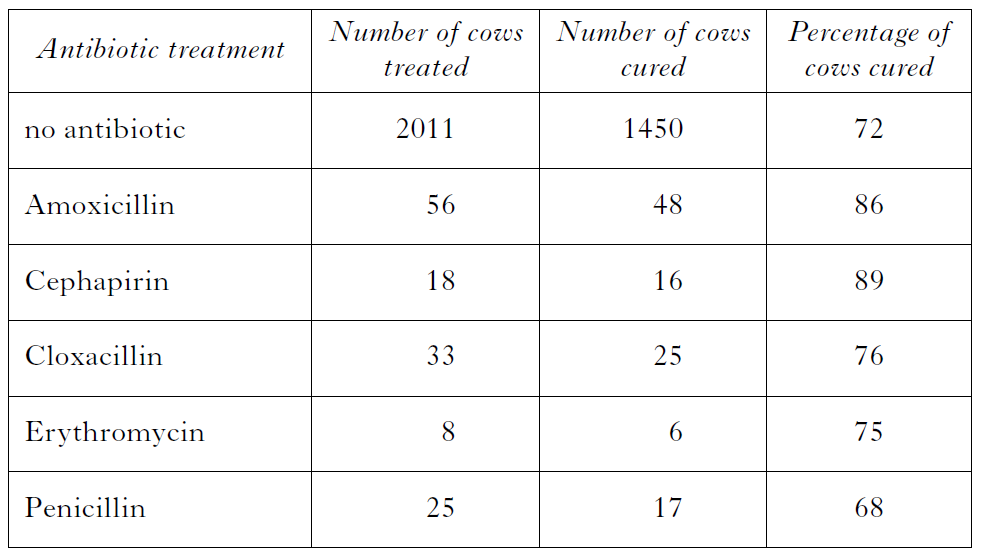 Antibiotic treatment Number of cows treated Number of cows cured Percentage of cows cured
no antibiotic 2011 1450 72
Amoxicillin 56 48 86
Cephapirin 18 16 89
Cloxacillin 33 25 76
Erythromycin 8 6 75
Penicillin 25 17 68